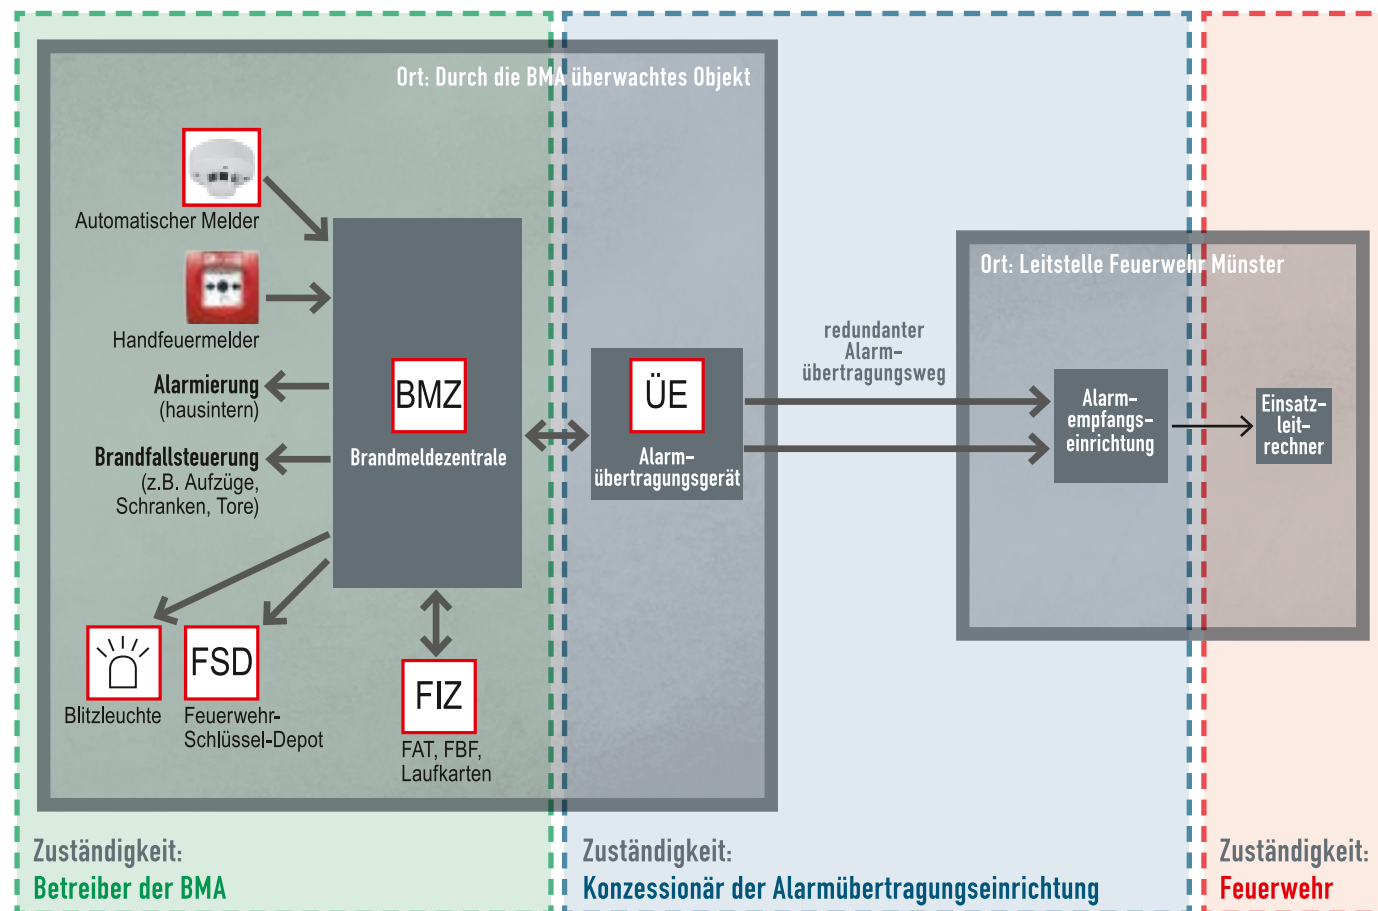 Ort: Durch die BMA überwachtes Objekt
Automatischer Melder
Handfeuermelder
Alarmierung
(hausintern)
Brandfallsteuerung
(z.B. Aufzüge,
Schranken, Tore)
BMZ
Brandmeldezentrale
Blitzleuchte
FSD
Feuerwehr-
Schlüssel-Depot
FIZ
FAT, FBF,
Laufkarten
ÜE
Alarm-
übertragungsgerät
redundanter
Alarm-
übertragungsweg
Ort: Leitstelle Feuerwehr Münster
Alarm-
empfangs-
einrichtung
Einsatz-
leit-
rechner
Zuständigkeit:
Betreiber der BMA
Zuständigkeit:
Konzessionär der Alarmübertragungseinrichtung
Zuständigkeit:
Feuerwehr